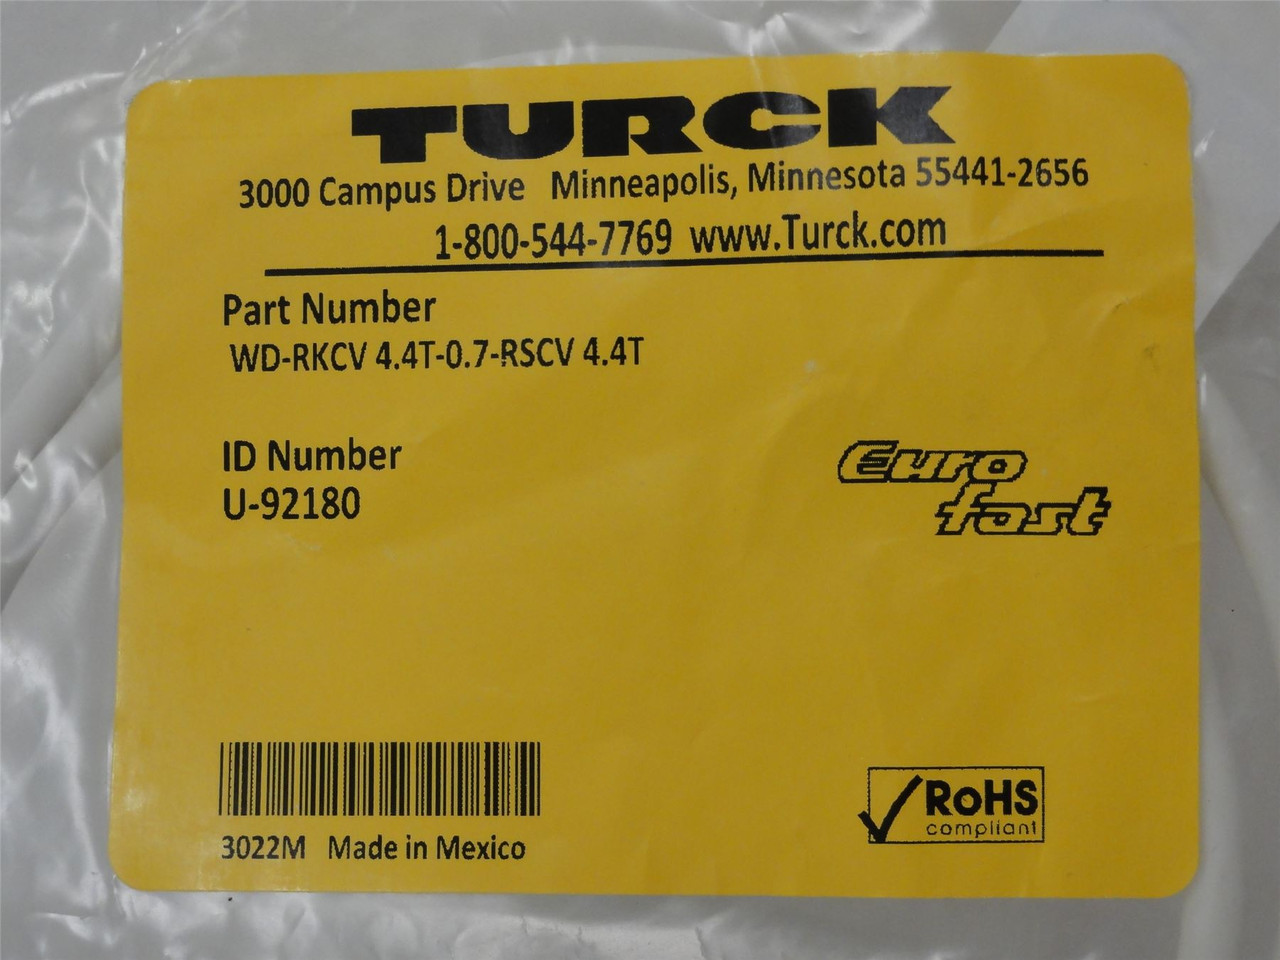 TURCK
3000 Campus Drive Minneapolis, Minnesota 55441-2656
1-800-544-7769 www.Turck.com
Part Number
WD-RKCV 4.4T-0.7-RSCV 4.4T
ID Number
U-92180
Euro
fast
3022M Made in Mexico
RoHS
compliant